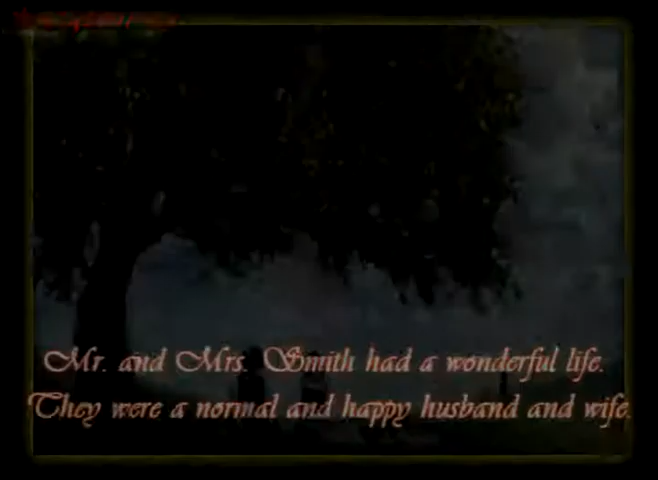 Mr. and Mrs. Smith had a wonderful life.
They were a normal and happy husband and wife.